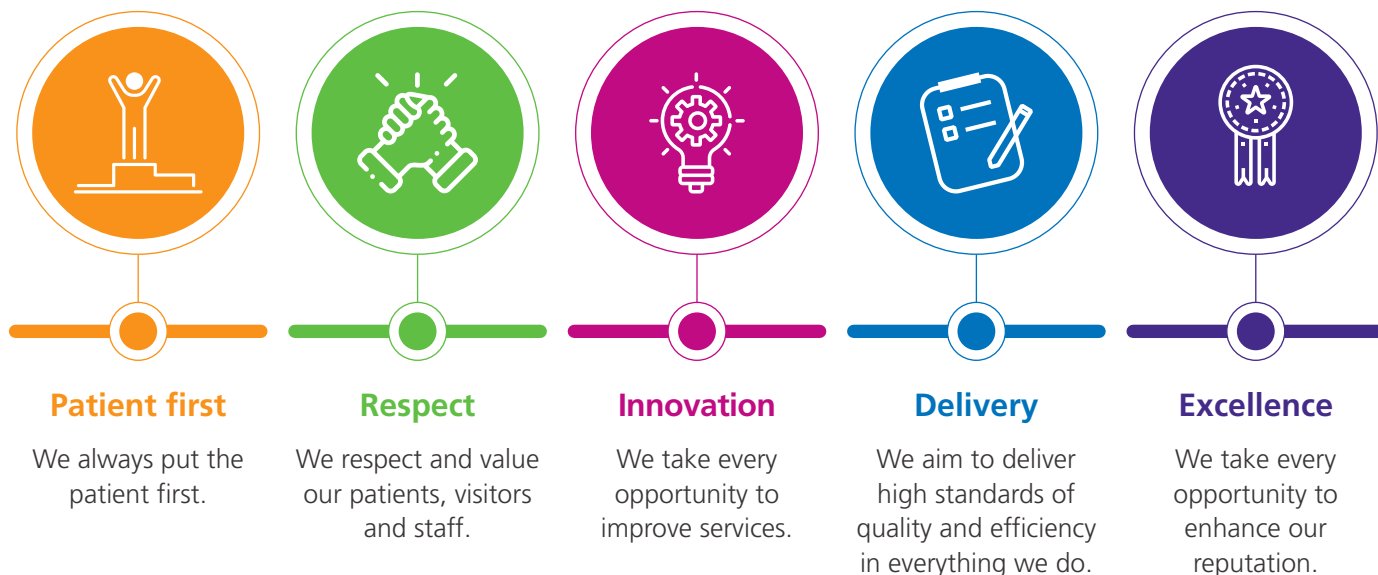 Patient first
We always put the
patient first.
Respect
We respect and value
our patients, visitors
and staff.
Innovation
We take every
opportunity to
improve services.
Delivery
We aim to deliver
high standards of
quality and efficiency
in everything we do.
Excellence
We take every
opportunity to
enhance our
reputation.